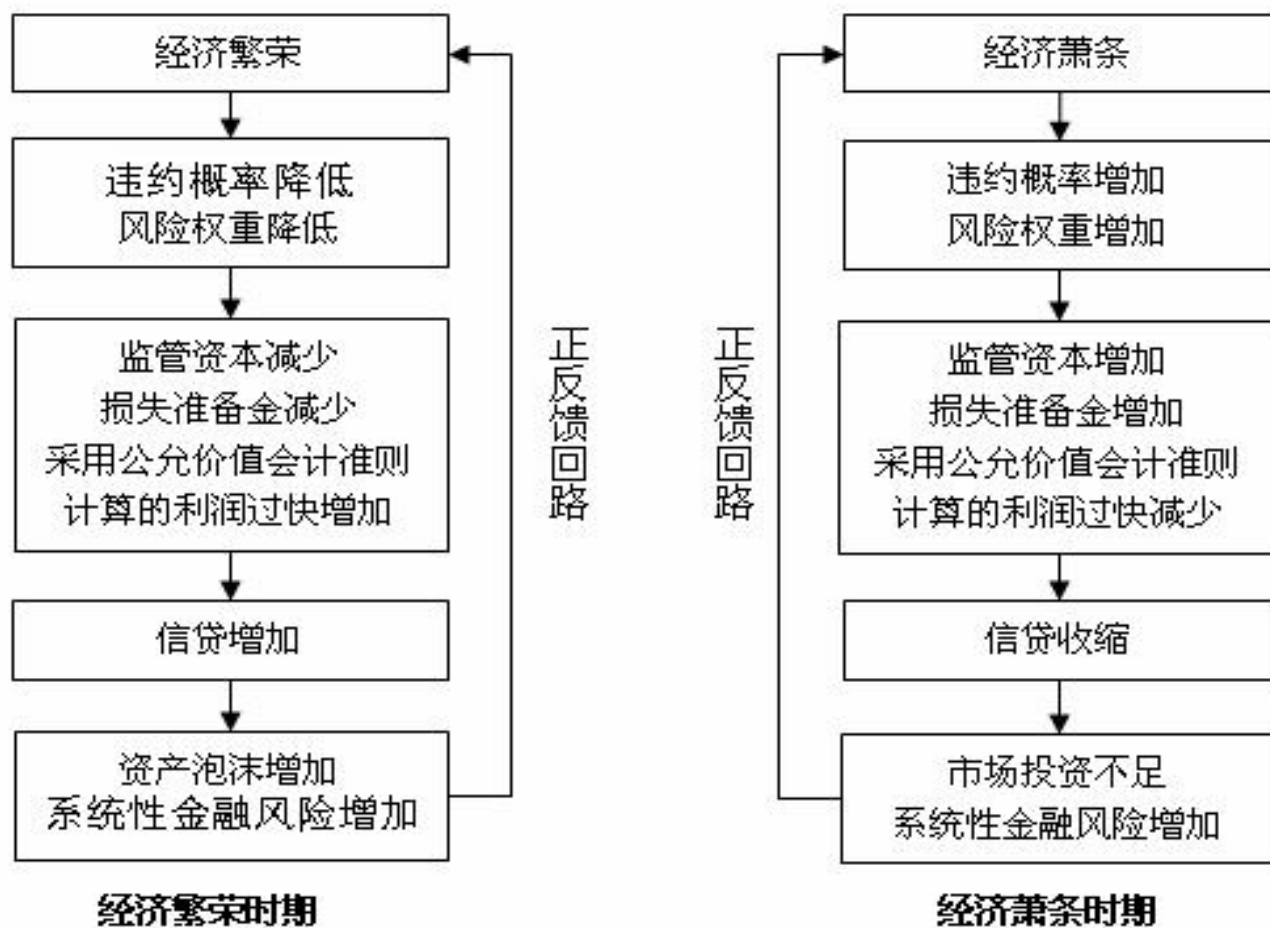 经济繁荣
违约概率降低
风险权重降低
监管资本减少
损失准备金减少
采用公允价值会计准则
计算的利润过快增加
信贷增加
资产泡沫增加
系统性金融风险增加
正反馈回路
经济繁荣时期
经济萧条
违约概率增加
风险权重增加
监管资本增加
损失准备金增加
采用公允价值会计准则
计算的利润过快减少
信贷收缩
市场投资不足
系统性金融风险增加
正反馈回路
经济萧条时期